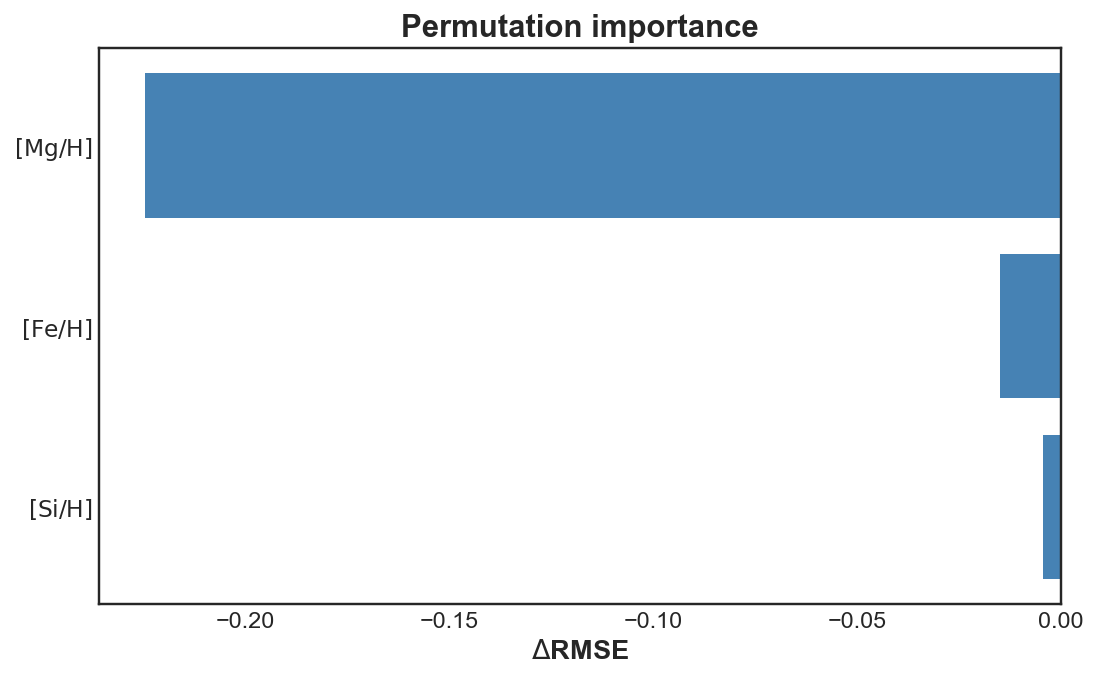 Permutation importance
[Mg/H]
[Fe/H]
[Si/H]
−0.20 −0.15 −0.10 −0.05 0.00
ΔRMSE